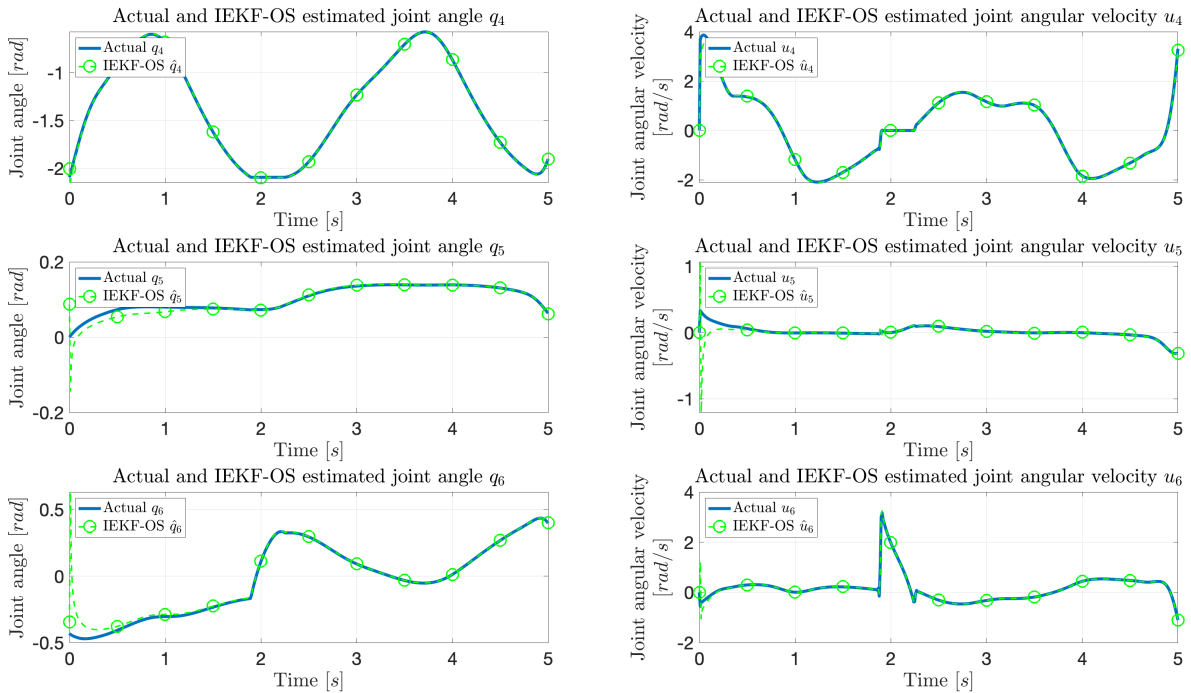 Actual and IEKF-OS estimated joint angle q₄
Joint angle [rad]
-1
-1.5
-2
Actual q₄
IEKF-OS q̂₄
0 1 2 3 4 5
Time [s]
Actual and IEKF-OS estimated joint angular velocity u₄
Joint angular velocity
[rad/s]
4
2
0
-2
Actual u₄
IEKF-OS û₄
0 1 2 3 4 5
Time [s]
Actual and IEKF-OS estimated joint angle q₅
Joint angle [rad]
0.2
0
-0.2
Actual q₅
IEKF-OS q̂₅
0 1 2 3 4 5
Time [s]
Actual and IEKF-OS estimated joint angular velocity u₅
Joint angular velocity
[rad/s]
1
0
-1
Actual u₅
IEKF-OS û₅
0 1 2 3 4 5
Time [s]
Actual and IEKF-OS estimated joint angle q₆
Joint angle [rad]
0.5
0
-0.5
Actual q₆
IEKF-OS q̂₆
0 1 2 3 4 5
Time [s]
Actual and IEKF-OS estimated joint angular velocity u₆
Joint angular velocity
[rad/s]
4
2
0
-2
Actual u₆
IEKF-OS û₆
0 1 2 3 4 5
Time [s]